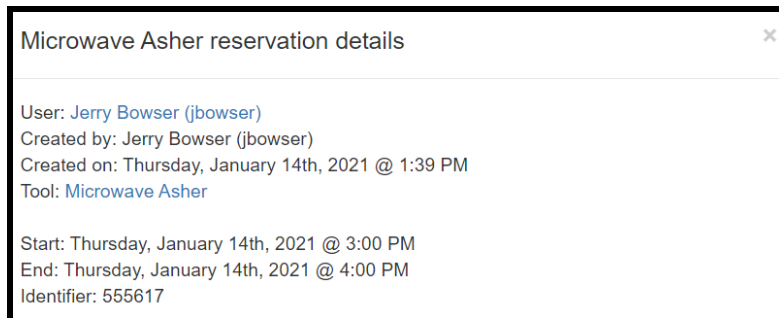 Microwave Asher reservation details
×
User: Jerry Bowser (jbowser)
Created by: Jerry Bowser (jbowser)
Created on: Thursday, January 14th, 2021 @ 1:39 PM
Tool: Microwave Asher
Start: Thursday, January 14th, 2021 @ 3:00 PM
End: Thursday, January 14th, 2021 @ 4:00 PM
Identifier: 555617